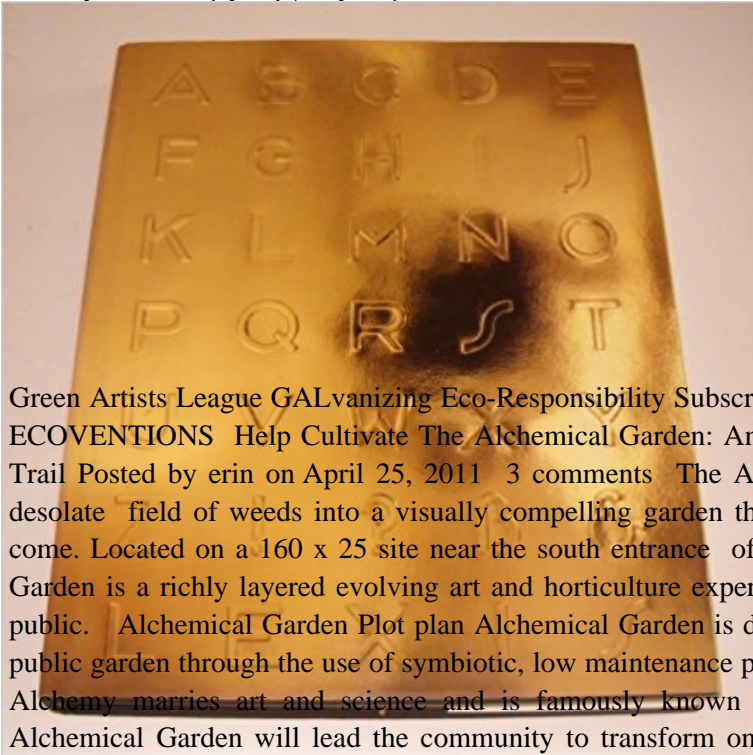 A B C D E
F G H I J
K L M N O
P Q R S T
Green Artists League GALvanizing Eco-Responsibility Subscr
V W X Y
ECOVENTIONS Help Cultivate The Alchemical Garden: An
Trail Posted by erin on April 25, 2011 3 comments The A
Z ! ?
desolate field of weeds into a visually compelling garden th
come. Located on a 160 x 25 site near the south entrance of
Garden is a richly layered evolving art and horticulture exper
L E X I S
public. Alchemical Garden Plot plan Alchemical Garden is d
public garden through the use of symbiotic, low maintenance p
Alchemy marries art and science and is famously known
Alchemical Garden will lead the community to transform or